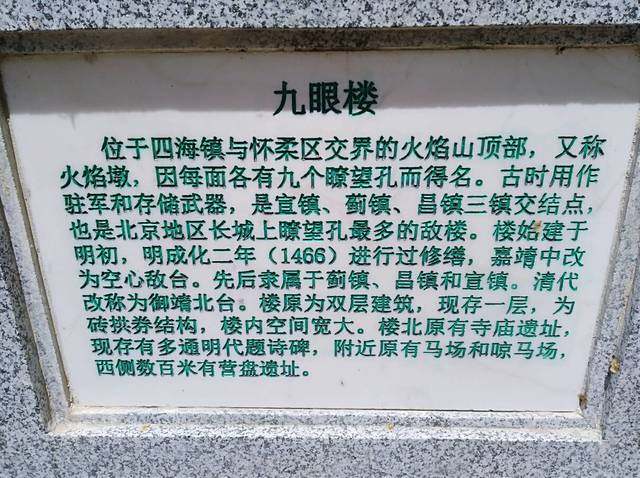 九眼楼
位于四海镇与怀柔区交界的火焰山顶部，又称
火焰墩，因每面各有九个瞭望孔而得名。古时用作
驻军和存储武器，是宣镇、蓟镇、昌镇三镇交结点，
也是北京地区长城上瞭望孔最多的敌楼。楼始建于
明初，明成化二年（1466）进行过修缮，嘉靖中改
为空心敌台。先后隶属于蓟镇、昌镇和宣镇。清代
改称为御靖北台。楼原为双层建筑，现存一层，为
砖拱券结构，楼内空间宽大。楼北原有寺庙遗址，
现存有多通明代题诗碑，附近原有马场和晾马场，
西侧数百米有营盘遗址。